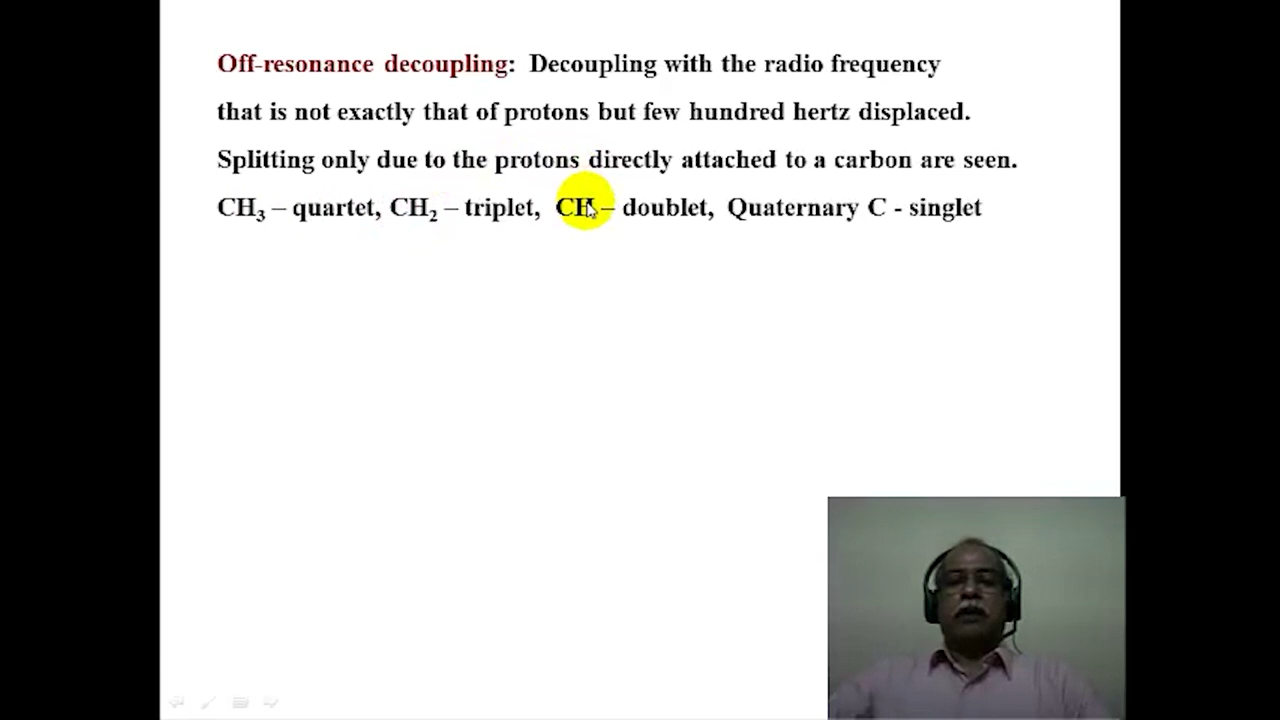 Off-resonance decoupling: Decoupling with the radio frequency
that is not exactly that of protons but few hundred hertz displaced.
Splitting only due to the protons directly attached to a carbon are seen.
CH₃ – quartet, CH₂ – triplet, CH – doublet, Quaternary C - singlet